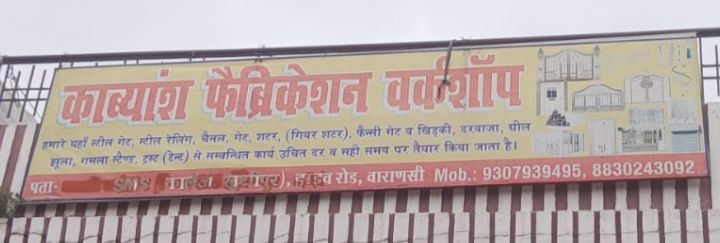 काब्यांश फैब्रिकेशन वर्कशॉप
हमारे यहाँ स्टील गेट, स्टील रेलिंग, चैनल, गेट, शटर, (गियर शटर), फैन्सी गेट व खिड़की, दरवाजा, ग्रील
झूला, गमला स्टैण्ड, हस्ट (टेन्ट) से सम्बन्धित कार्य उचित दर व सही समय पर तैयार किया जाता है।
पता- रोड, वाराणसी Mob.: 9307939495, 8830243092